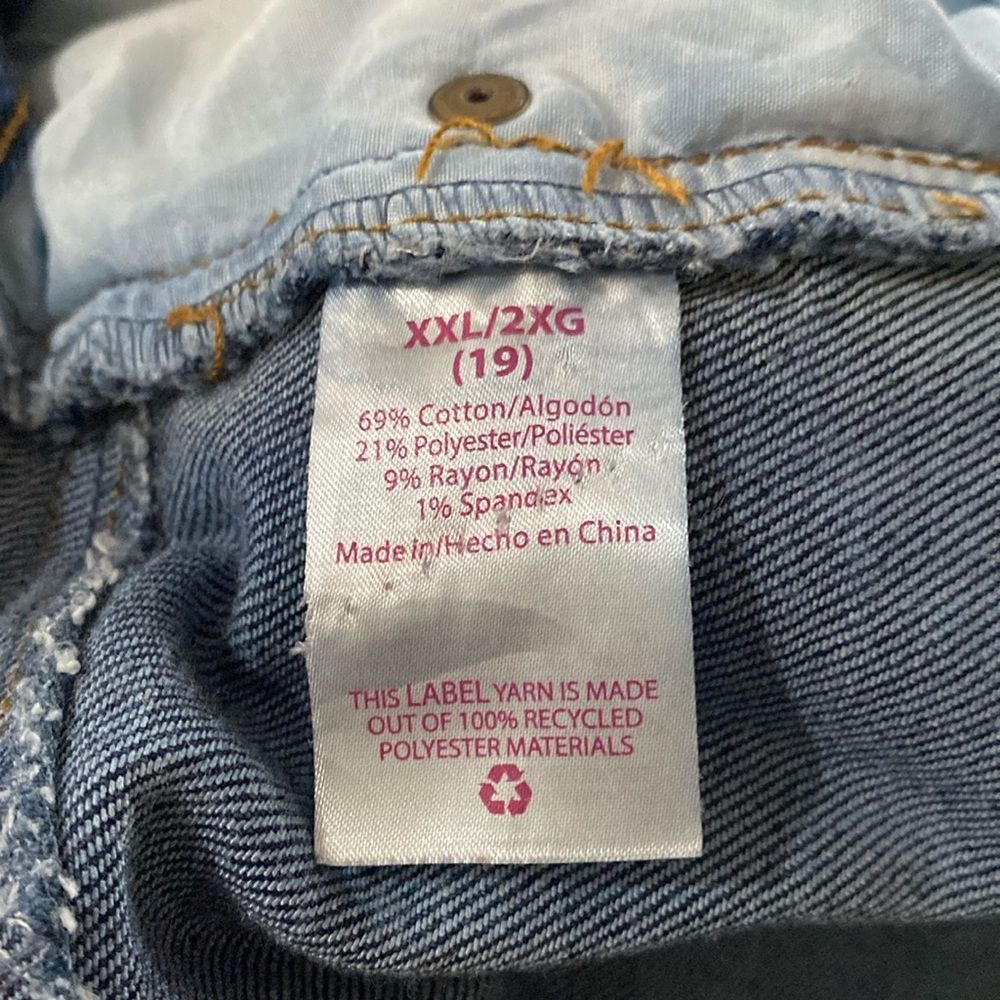 XXL/2XG
(19)
69% Cotton/Algodón
21% Polyester/Poliéster
9% Rayon/Rayón
1% Spandex
Made in/Hecho en China
THIS LABEL YARN IS MADE
OUT OF 100% RECYCLED
POLYESTER MATERIALS